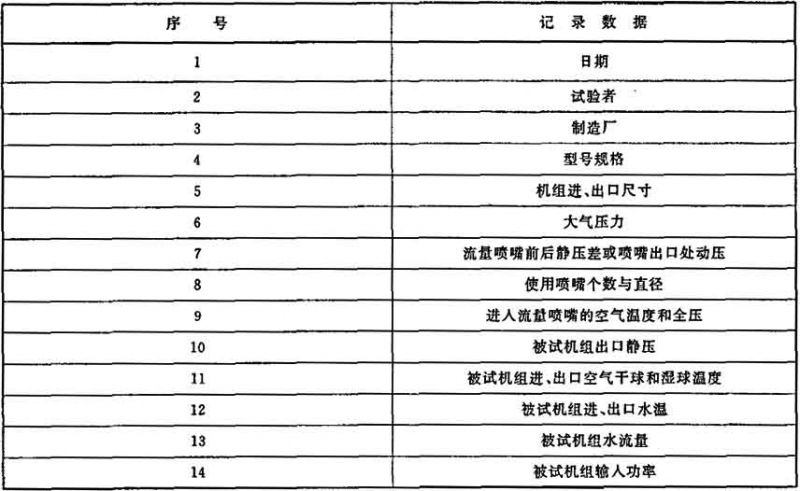 序 号 记 录 数 据
1 日期
2 试验者
3 制造厂
4 型号规格
5 机组进、出口尺寸
6 大气压力
7 流量喷嘴前后静压差或喷嘴出口处动压
8 使用喷嘴个数与直径
9 进入流量喷嘴的空气温度和全压
10 被试机组出口静压
11 被试机组进、出口空气干球和湿球温度
12 被试机组进、出口水温
13 被试机组水流量
14 被试机组输入功率